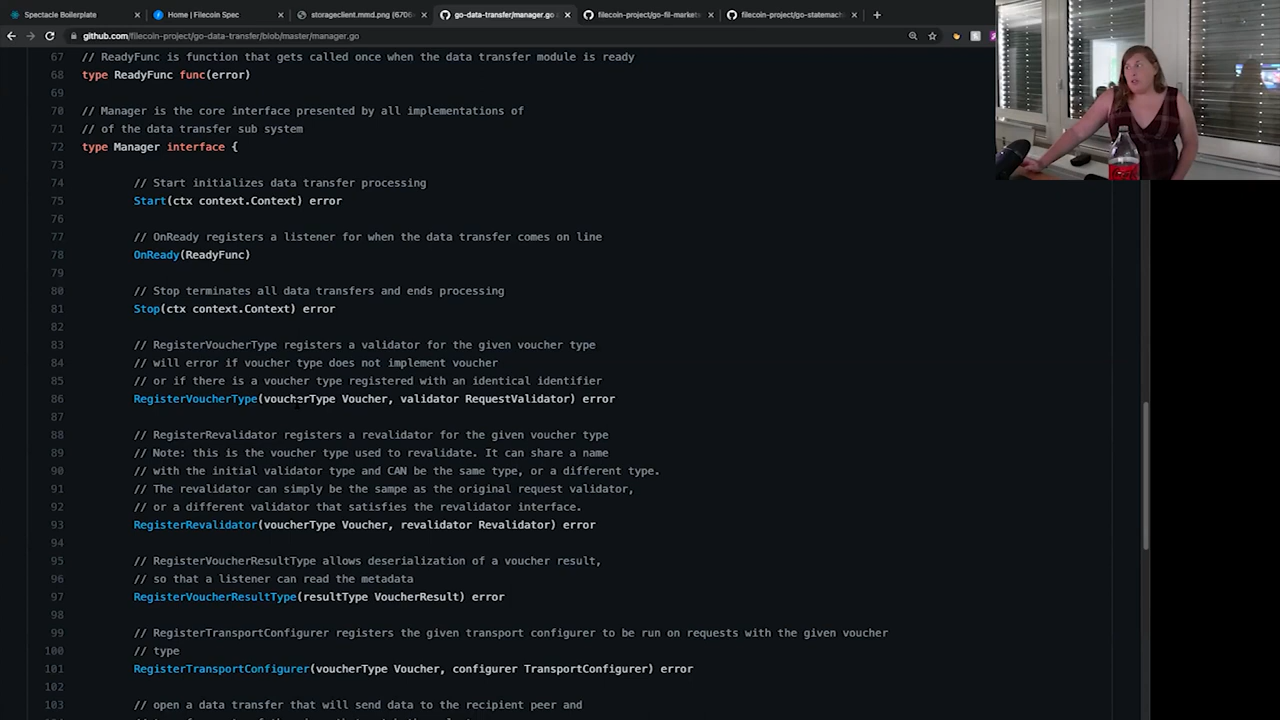 Spectacle Boilerplate
Home | Filecoin Spec
storageclient.mmd.png (6706
go-data-transfer/manager.go a
filecoin-project/go-fil-markets
filecoin-project/go-statemachin
github.com/filecoin-project/go-data-transfer/blob/master/manager.go
67 // ReadyFunc is function that gets called once when the data transfer module is ready
68 type ReadyFunc func(error)
69
70 // Manager is the core interface presented by all implementations of
71 // of the data transfer sub system
72 type Manager interface {
73
74 // Start initializes data transfer processing
75 Start(ctx context.Context) error
76
77 // OnReady registers a listener for when the data transfer comes on line
78 OnReady(ReadyFunc)
79
80 // Stop terminates all data transfers and ends processing
81 Stop(ctx context.Context) error
82
83 // RegisterVoucherType registers a validator for the given voucher type
84 // will error if voucher type does not implement voucher
85 // or if there is a voucher type registered with an identical identifier
86 RegisterVoucherType(voucherType Voucher, validator RequestValidator) error
87
88 // RegisterRevalidator registers a revalidator for the given voucher type
89 // Note: this is the voucher type used to revalidate. It can share a name
90 // with the initial validator type and CAN be the same type, or a different type.
91 // The revalidator can simply be the sampe as the original request validator,
92 // or a different validator that satisfies the revalidator interface.
93 RegisterRevalidator(voucherType Voucher, revalidator Revalidator) error
94
95 // RegisterVoucherResultType allows deserialization of a voucher result,
96 // so that a listener can read the metadata
97 RegisterVoucherResultType(resultType VoucherResult) error
98
99 // RegisterTransportConfigurer registers the given transport configurer to be run on requests with the given voucher
100 // type
101 RegisterTransportConfigurer(voucherType Voucher, configurer TransportConfigurer) error
102
103 // open a data transfer that will send data to the recipient peer and